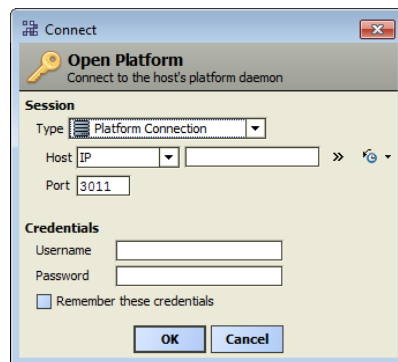 Connect
Open Platform
Connect to the host's platform daemon
Session
Type Platform Connection
Host IP »
Port 3011
Credentials
Username
Password
Remember these credentials
OK Cancel